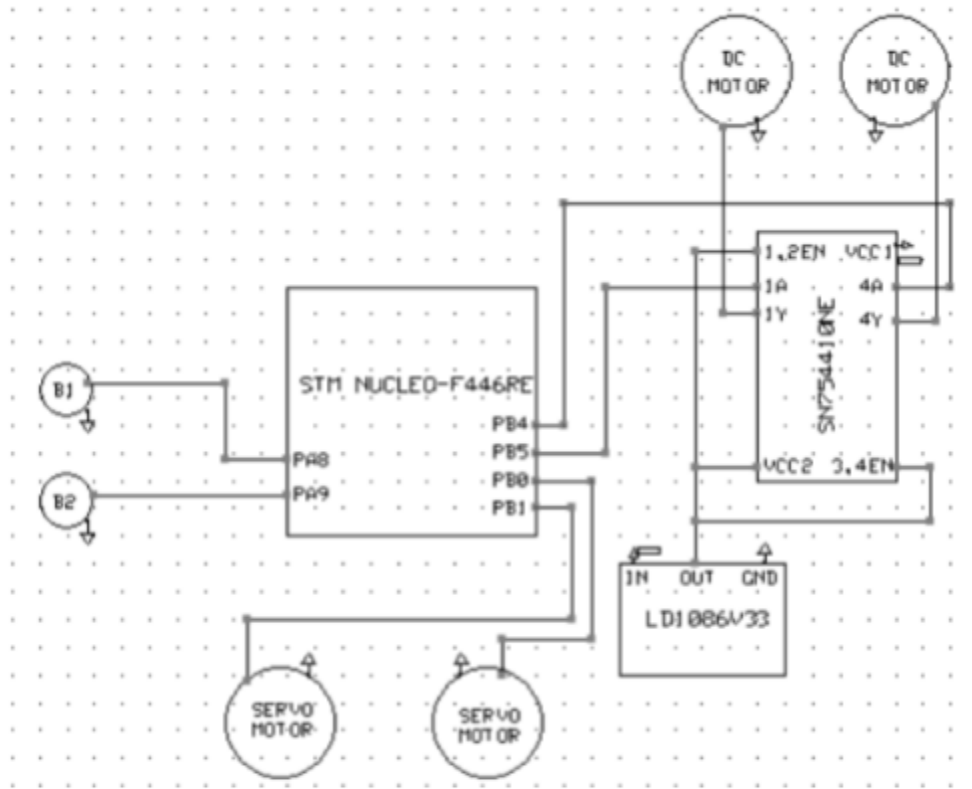 DC
MOTOR
DC
MOTOR
1,2EN VCC1
1A 4A
1Y 4Y
SN754410NE
VCC2 3,4EN
STM NUCLEO-F446RE
PB4
PB5
PB0
PB1
PA8
PA9
B1
B2
IN OUT GND
LD1086V33
SERVO
MOTOR
SERVO
MOTOR